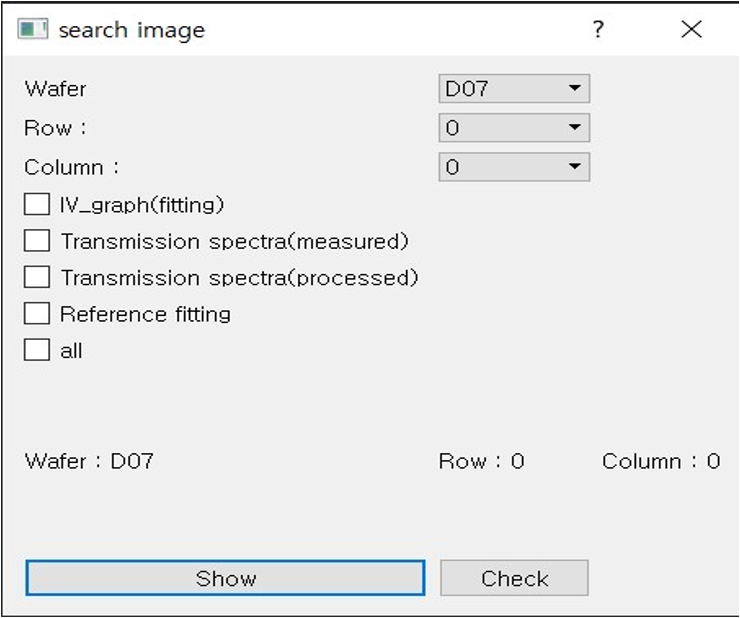 search image ?
Wafer D07
Row : 0
Column : 0
IV_graph(fitting)
Transmission spectra(measured)
Transmission spectra(processed)
Reference fitting
all
Wafer : D07 Row : 0 Column : 0
Show Check